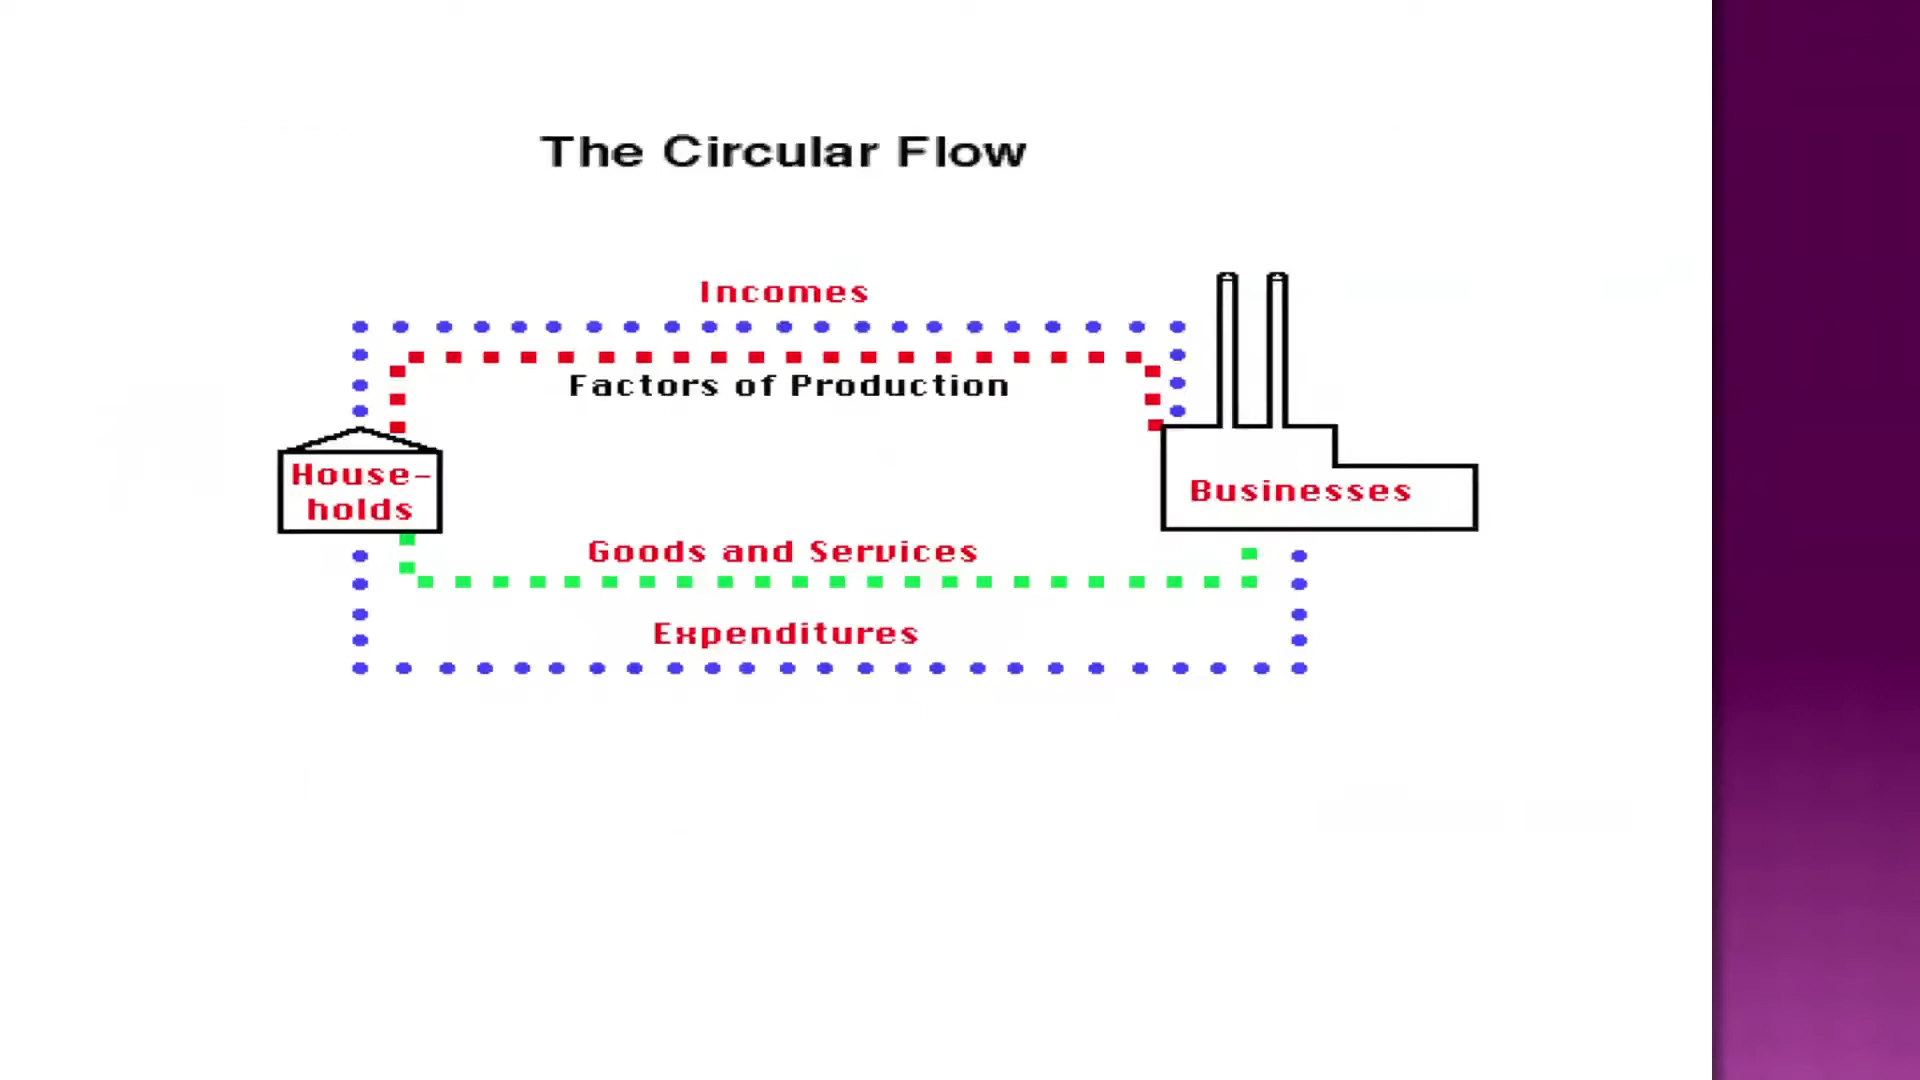 The Circular Flow
Incomes
Factors of Production
House-
holds
Businesses
Goods and Services
Expenditures